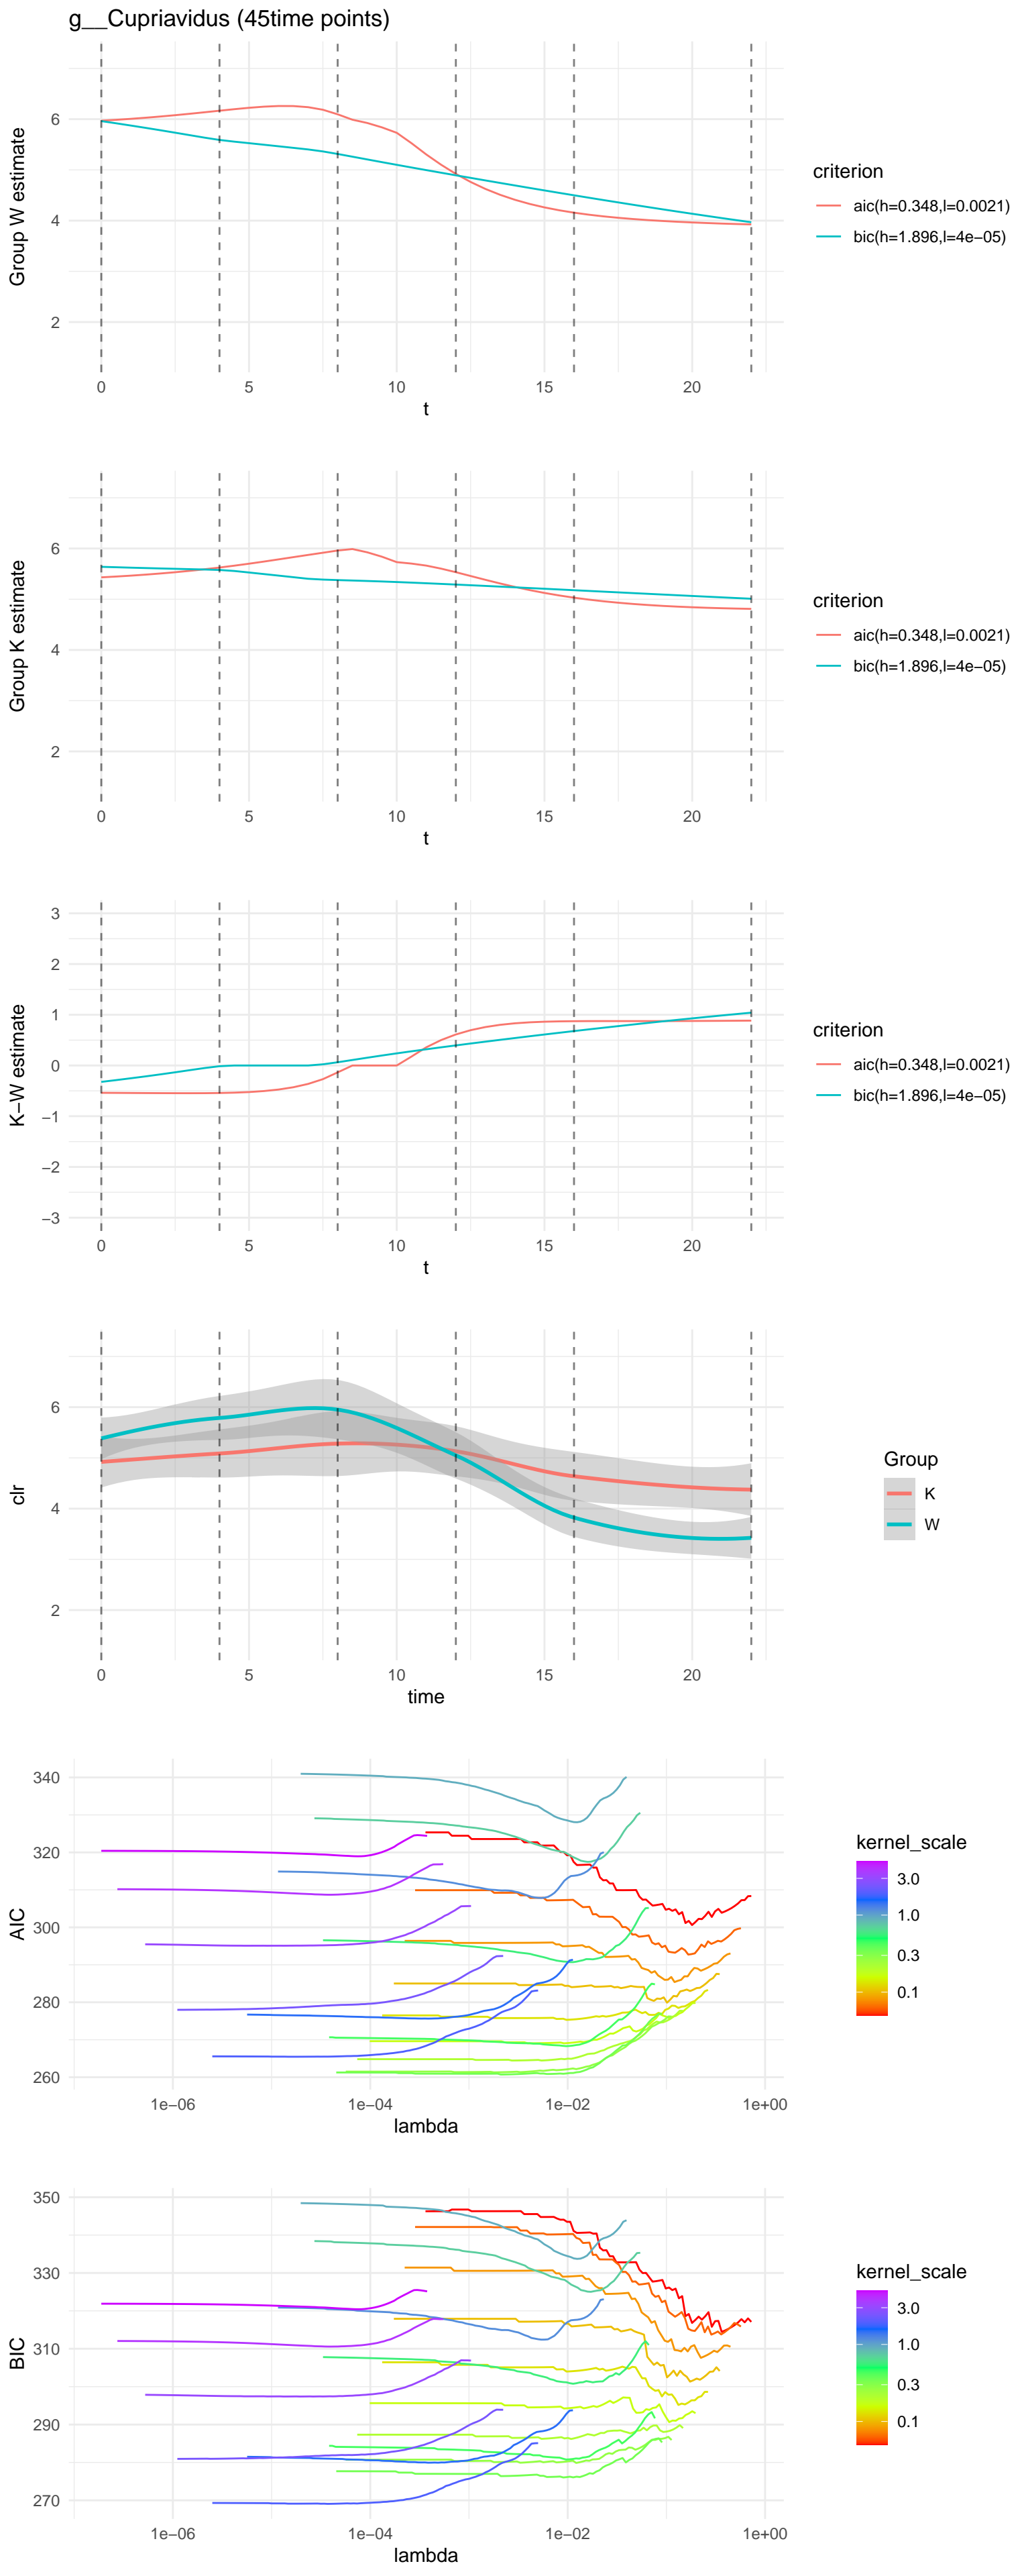 g__Cupriavidus (45time points)
Group W estimate
6
4
2
0 5 10 15 20
t
criterion
aic(h=0.348,l=0.0021)
bic(h=1.896,l=4e−05)
Group K estimate
6
4
2
0 5 10 15 20
t
criterion
aic(h=0.348,l=0.0021)
bic(h=1.896,l=4e−05)
K−W estimate
3
2
1
0
−1
−2
−3
0 5 10 15 20
t
criterion
aic(h=0.348,l=0.0021)
bic(h=1.896,l=4e−05)
clr
6
4
2
0 5 10 15 20
time
Group
K
W
AIC
340
320
300
280
260
1e−06 1e−04 1e−02 1e+00
lambda
kernel_scale
3.0
1.0
0.3
0.1
BIC
350
330
310
290
270
1e−06 1e−04 1e−02 1e+00
lambda
kernel_scale
3.0
1.0
0.3
0.1